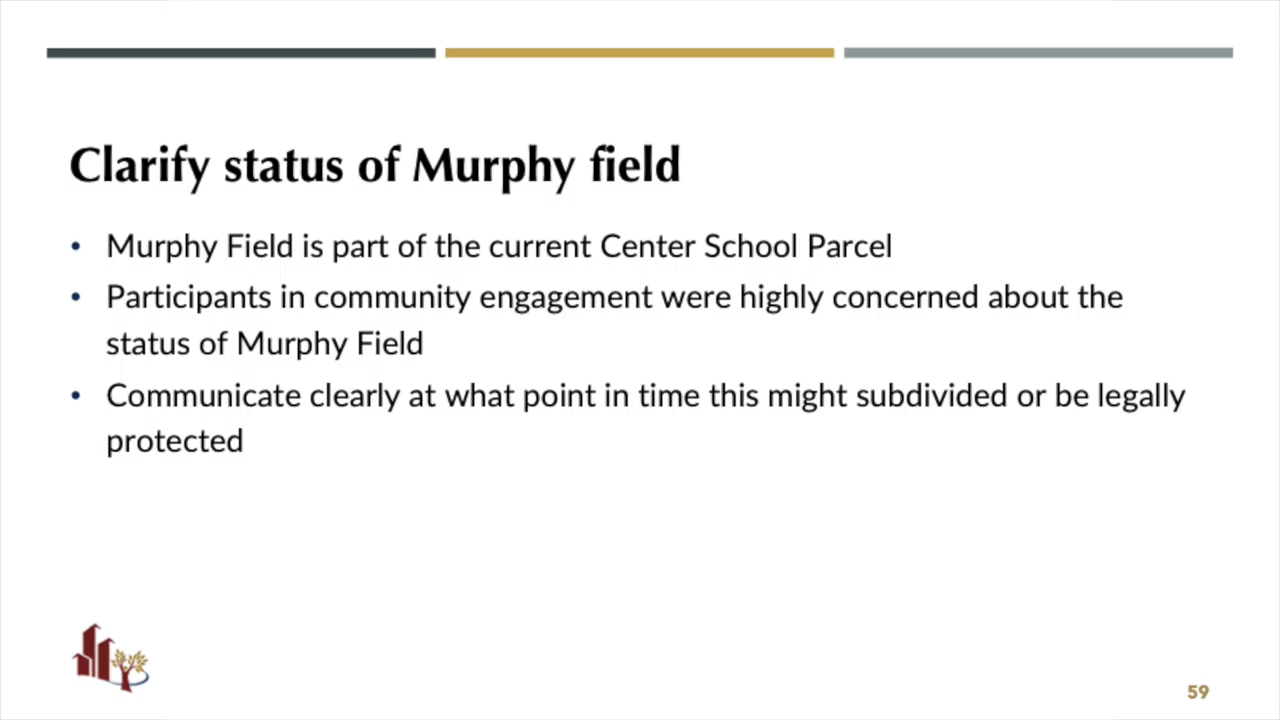 Clarify status of Murphy field
• Murphy Field is part of the current Center School Parcel
• Participants in community engagement were highly concerned about the
status of Murphy Field
• Communicate clearly at what point in time this might subdivided or be legally
protected
59